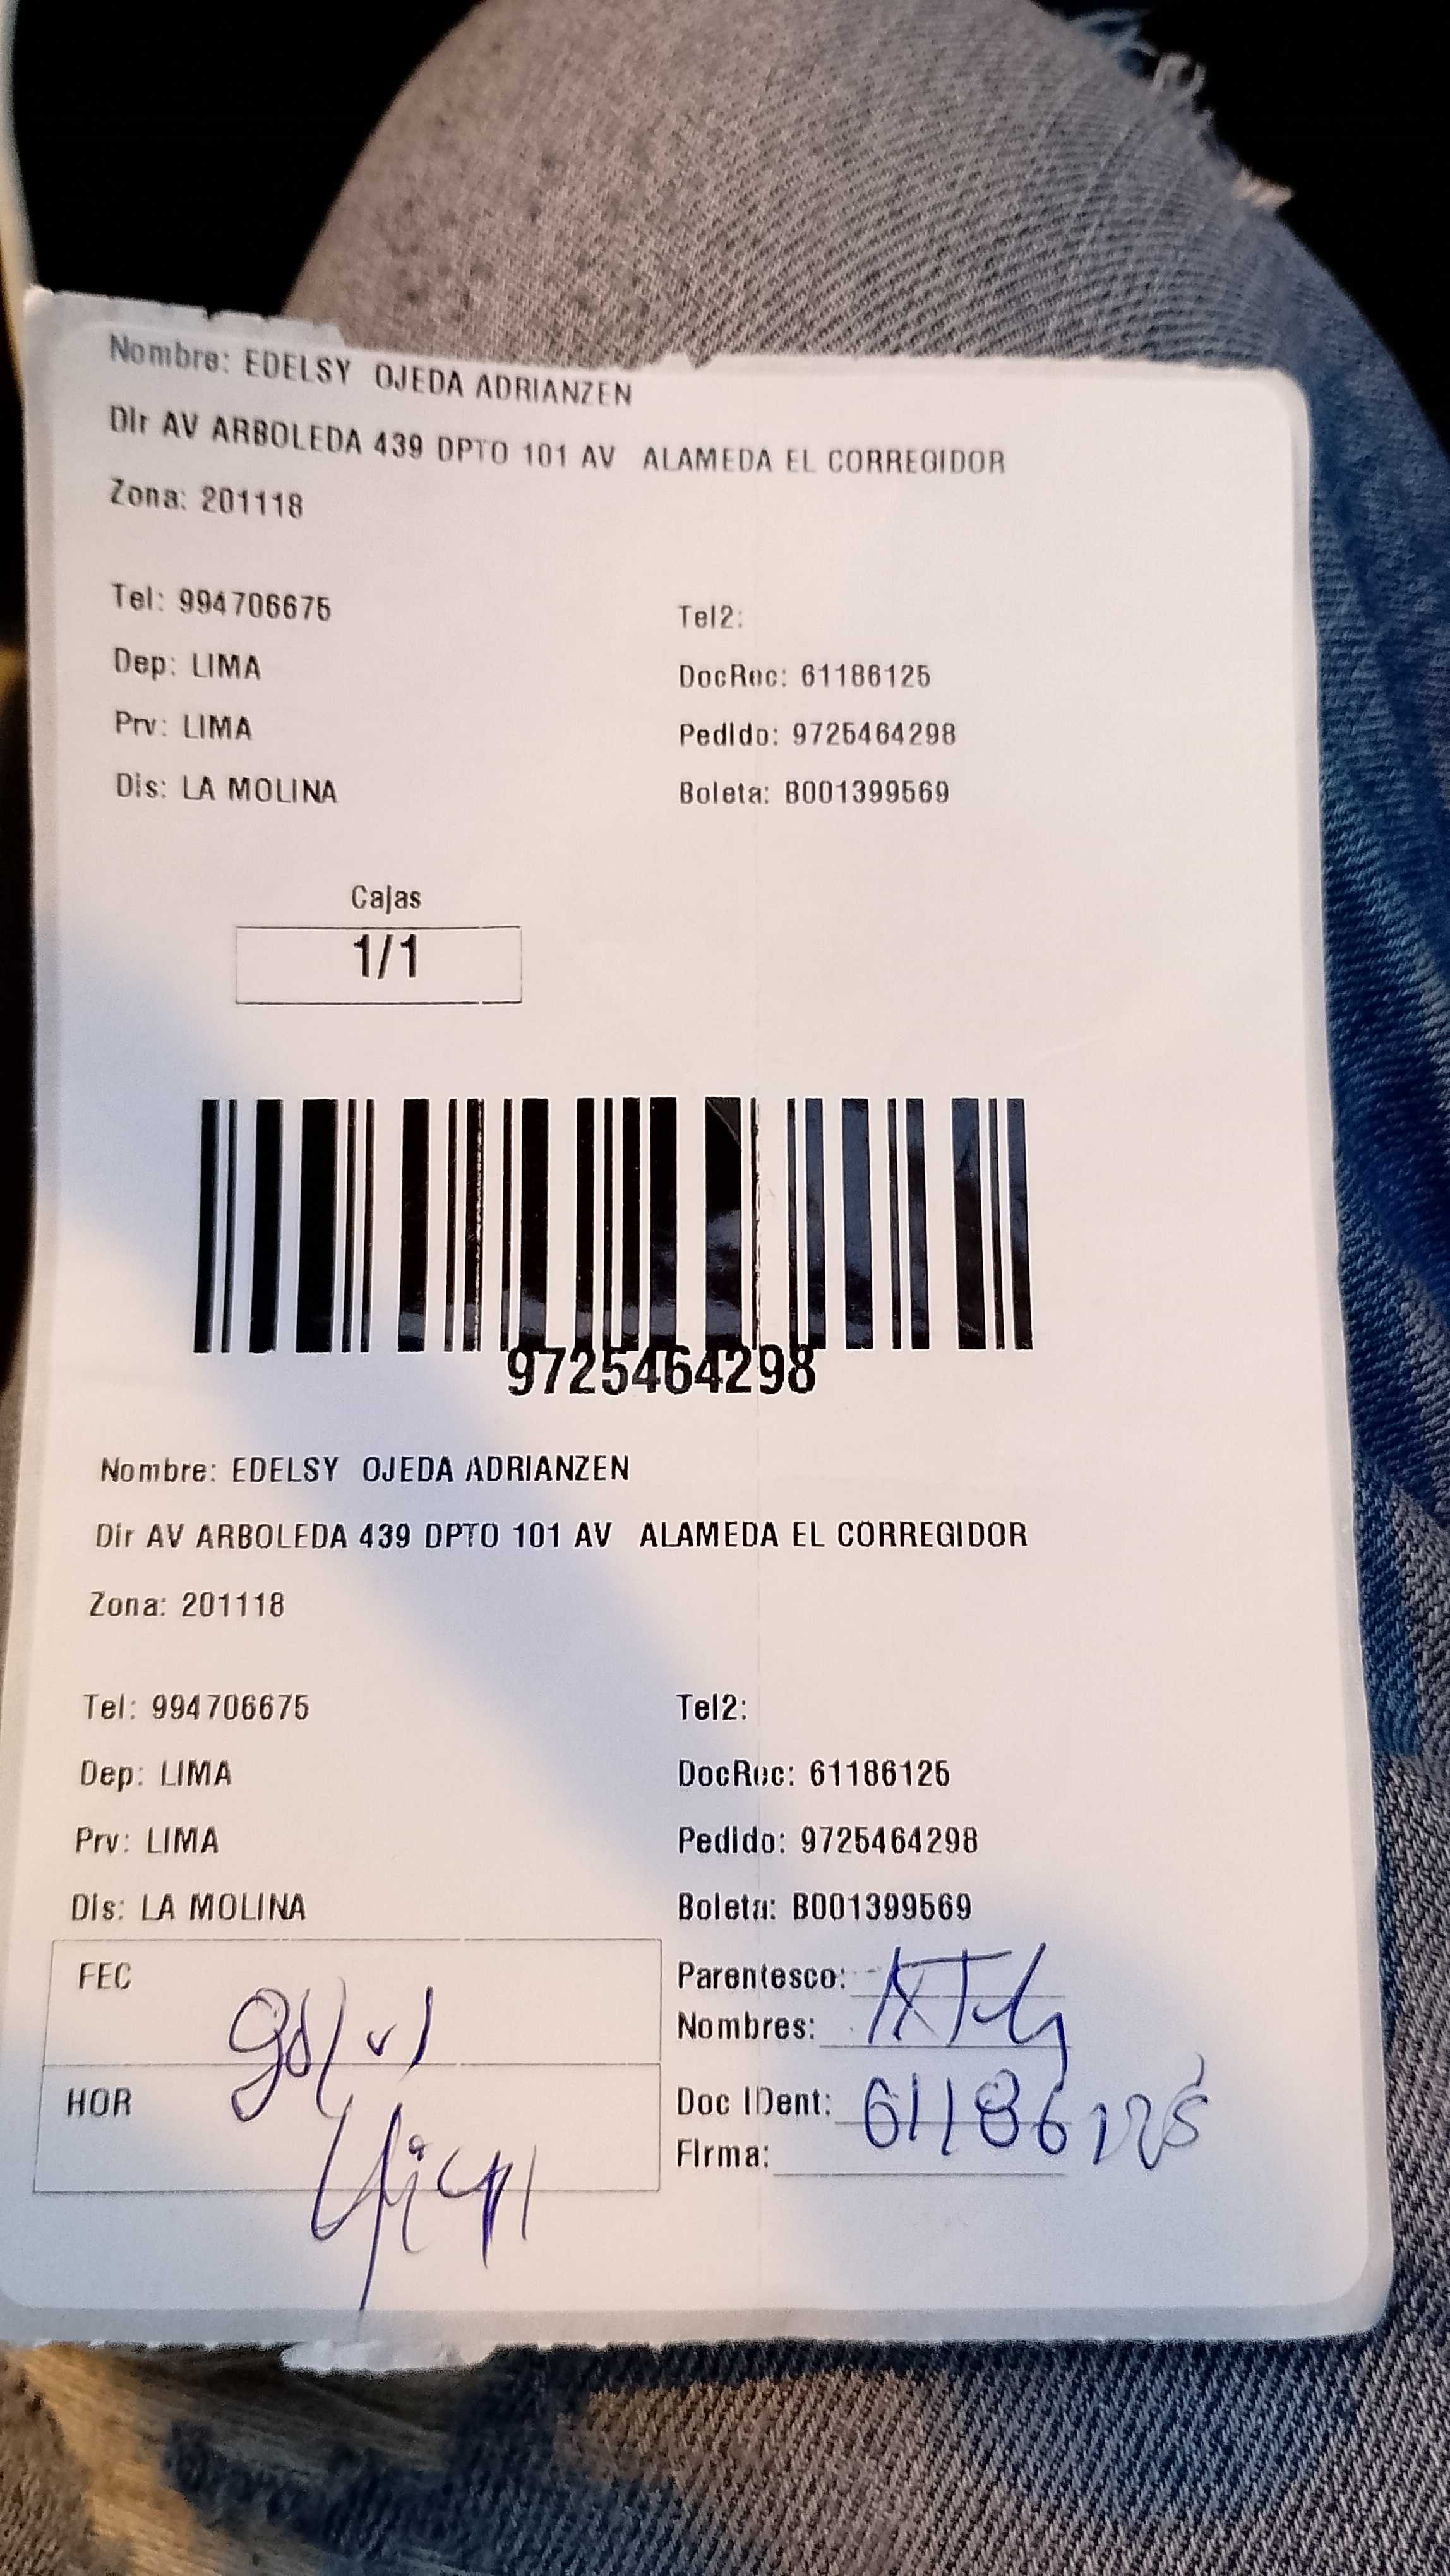 Nombre: EDELSY OJEDA ADRIANZEN
Dir AV ARBOLEDA 439 DPTO 101 AV ALAMEDA EL CORREGIDOR
Zona: 201118
Tel: 994706675 Tel2:
Dep: LIMA DocRec: 61186125
Prv: LIMA Pedido: 9725464298
Dis: LA MOLINA Boleta: B001399569
Cajas
1/1
9725464298
Nombre: EDELSY OJEDA ADRIANZEN
Dir AV ARBOLEDA 439 DPTO 101 AV ALAMEDA EL CORREGIDOR
Zona: 201118
Tel: 994706675 Tel2:
Dep: LIMA DocRec: 61186125
Prv: LIMA Pedido: 9725464298
Dis: LA MOLINA Boleta: B001399569
FEC Parentesco:
Nombres:
HOR Doc IDent: 61186125
Firma: